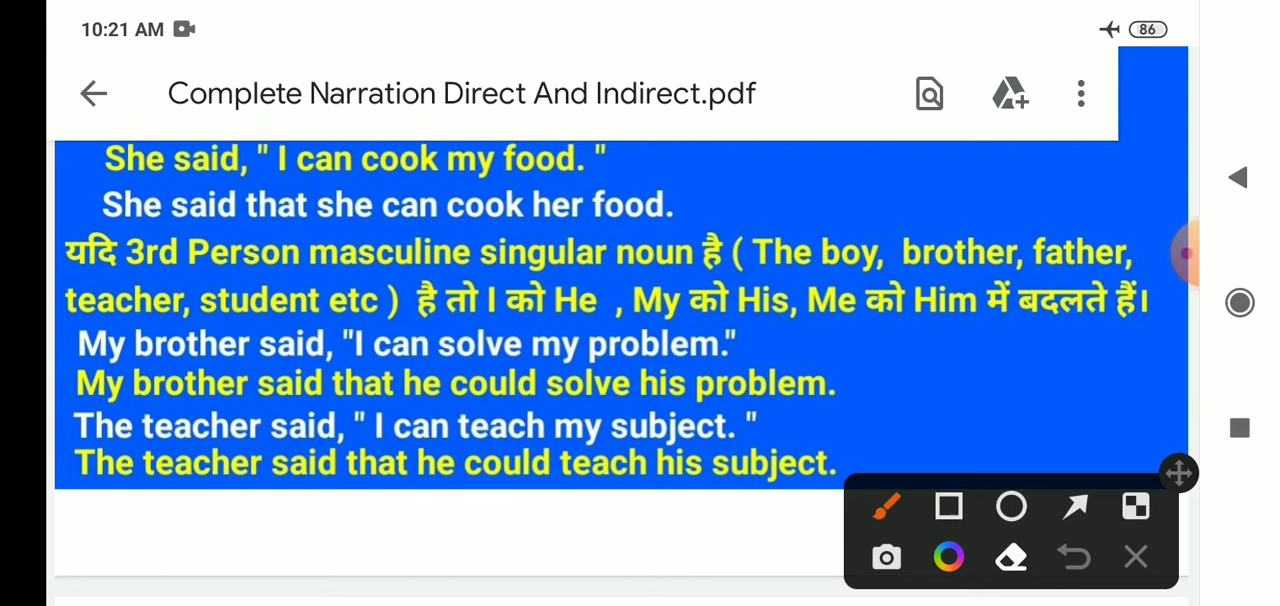 10:21 AM
86
Complete Narration Direct And Indirect.pdf
She said, " I can cook my food. "
She said that she can cook her food.
यदि 3rd Person masculine singular noun है ( The boy, brother, father,
teacher, student etc ) है तो I को He , My को His, Me को Him में बदलते हैं।
My brother said, "I can solve my problem."
My brother said that he could solve his problem.
The teacher said, " I can teach my subject. "
The teacher said that he could teach his subject.